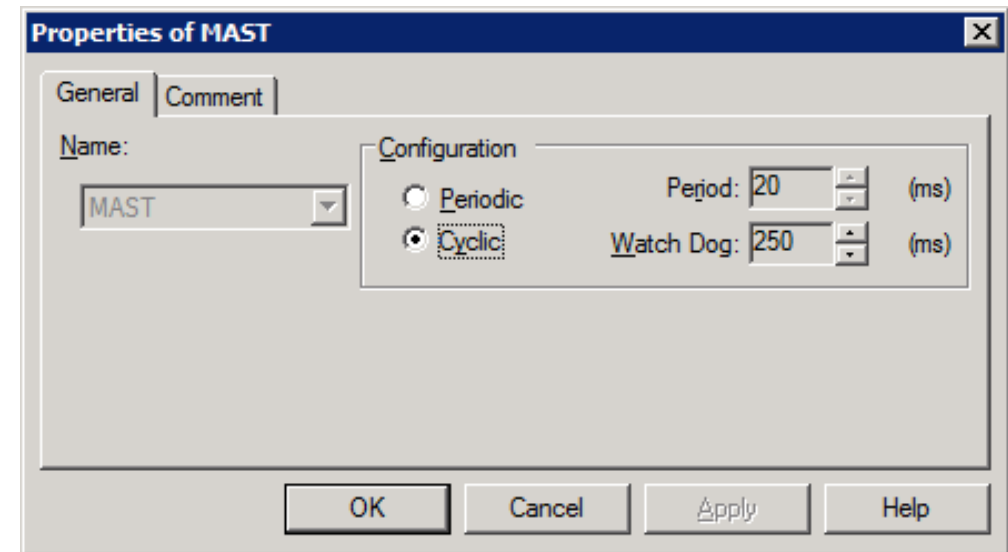 Properties of MAST
General Comment
Name:
MAST
Configuration
Periodic Period: 20 (ms)
Cyclic Watch Dog: 250 (ms)
OK Cancel Apply Help